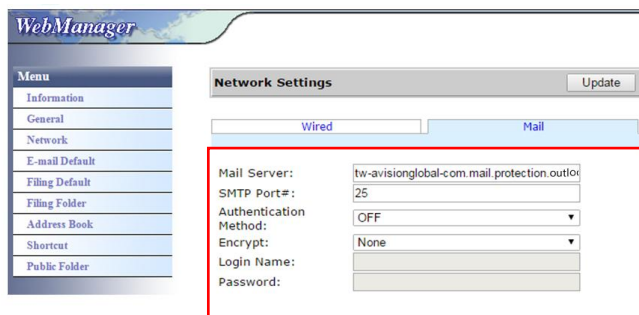 WebManager
Menu
Information
General
Network
E-mail Default
Filing Default
Filing Folder
Address Book
Shortcut
Public Folder
Network Settings
Update
Wired
Mail
Mail Server: tw-avisionglobal-com.mail.protection.outloo
SMTP Port#: 25
Authentication
Method: OFF
Encrypt: None
Login Name:
Password: